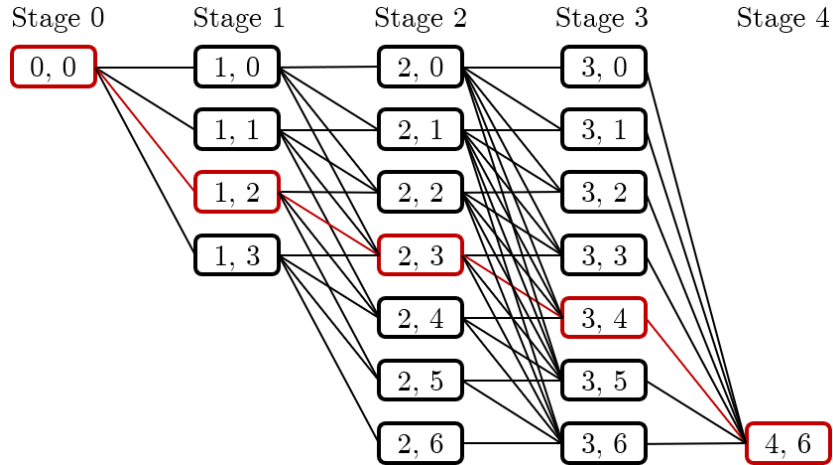 Stage 0 Stage 1 Stage 2 Stage 3 Stage 4
0, 0 1, 0 2, 0 3, 0
1, 1 2, 1 3, 1
1, 2 2, 2 3, 2
1, 3 2, 3 3, 3
2, 4 3, 4
2, 5 3, 5
2, 6 3, 6 4, 6